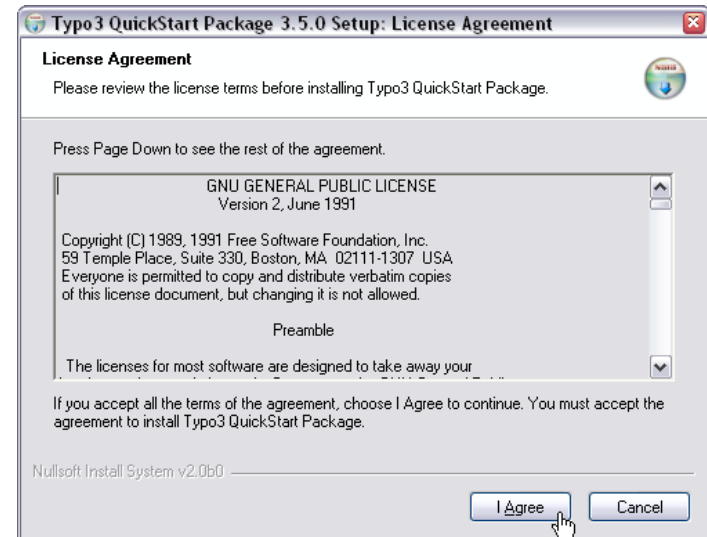 Typo3 QuickStart Package 3.5.0 Setup: License Agreement
License Agreement
Please review the license terms before installing Typo3 QuickStart Package.
Press Page Down to see the rest of the agreement.
GNU GENERAL PUBLIC LICENSE
Version 2, June 1991
Copyright (C) 1989, 1991 Free Software Foundation, Inc.
59 Temple Place, Suite 330, Boston, MA 02111-1307 USA
Everyone is permitted to copy and distribute verbatim copies
of this license document, but changing it is not allowed.
Preamble
The licenses for most software are designed to take away your
If you accept all the terms of the agreement, choose I Agree to continue. You must accept the
agreement to install Typo3 QuickStart Package.
Nullsoft Install System v2.0b0
I Agree
Cancel